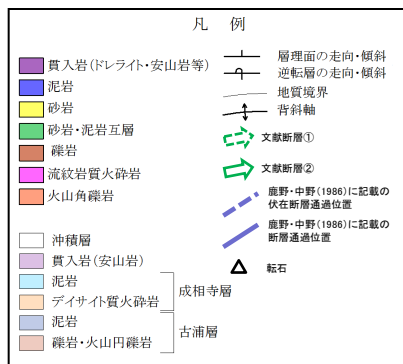 凡　例
貫入岩(ドレライト・安山岩等)
泥岩
砂岩
砂岩・泥岩互層
礫岩
流紋岩質火砕岩
火山角礫岩
沖積層
貫入岩(安山岩)
泥岩
デイサイト質火砕岩
成相寺層
泥岩
礫岩・火山円礫岩
古浦層
層理面の走向・傾斜
逆転層の走向・傾斜
地質境界
背斜軸
文献断層①
文献断層②
鹿野・中野(1986)に記載の
伏在断層通過位置
鹿野・中野(1986)に記載の
断層通過位置
転石